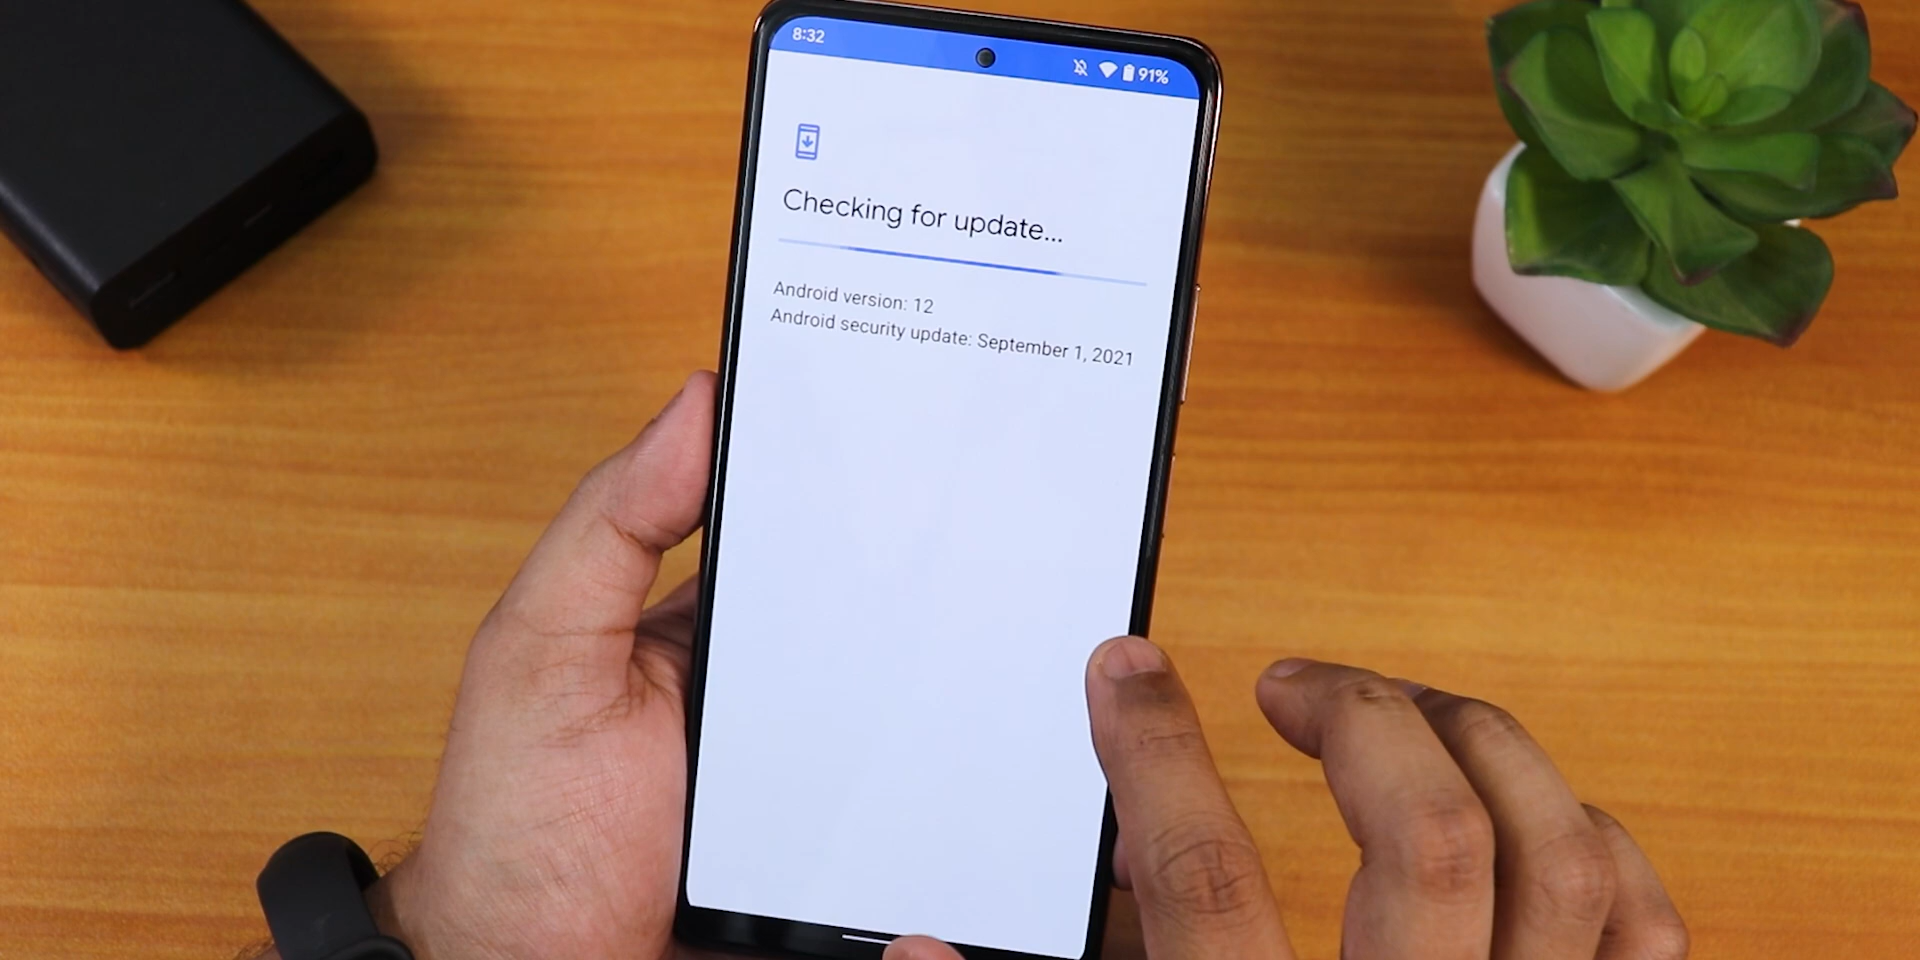 8:32
91%
Checking for update...
Android version: 12
Android security update: September 1, 2021